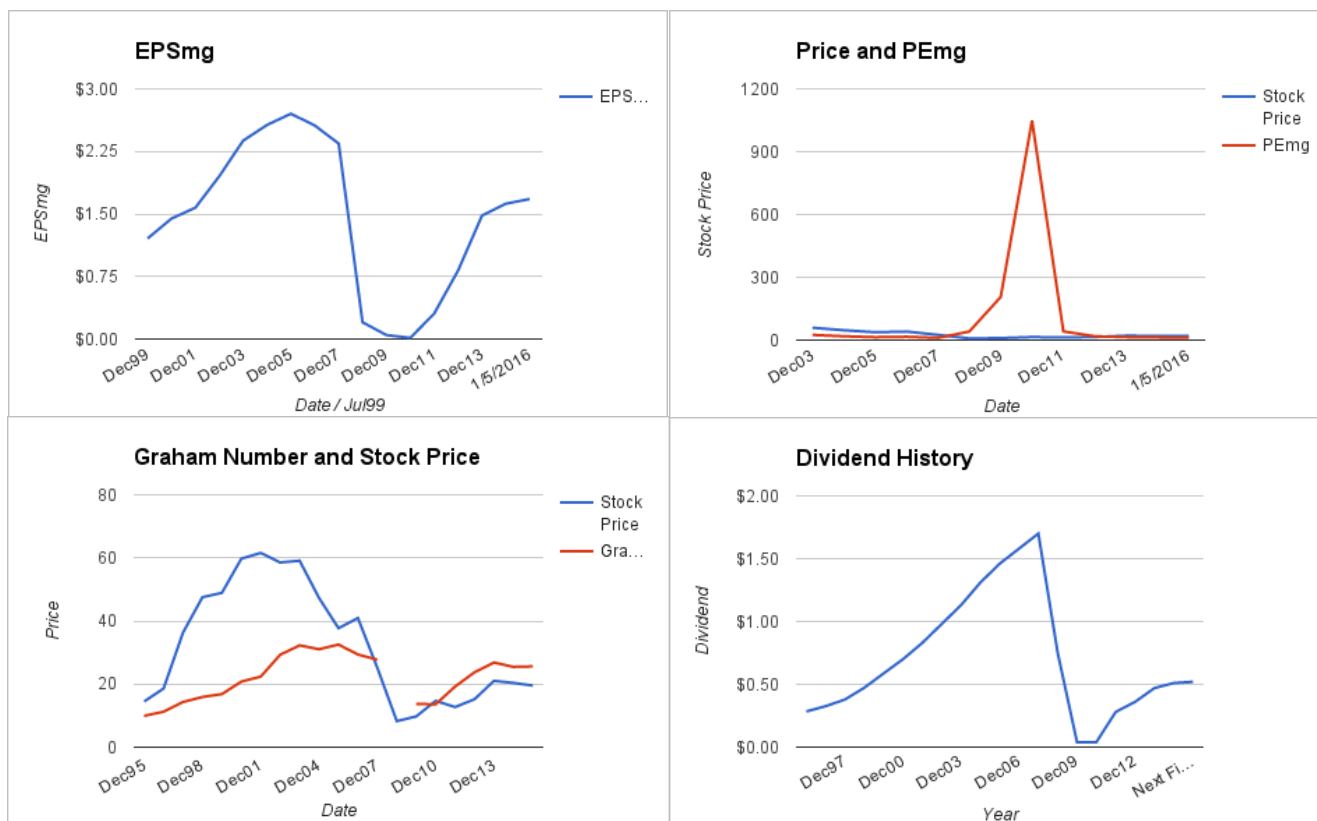 EPSmg
$3.00
$2.25
$1.50
$0.75
$0.00
EPSmg
EPS...
Dec99
Dec01
Dec03
Dec05
Dec07
Dec09
Dec11
Dec13
1/5/2016
Date / Jul99
Price and PEmg
1200
900
600
300
0
Stock Price
Stock
Price
PEmg
Dec03
Dec05
Dec07
Dec09
Dec11
Dec13
1/5/2016
Date
Graham Number and Stock Price
80
60
40
20
0
Price
Stock
Price
Gra...
Dec95
Dec98
Dec01
Dec04
Dec07
Dec10
Dec13
Date
Dividend History
$2.00
$1.50
$1.00
$0.50
$0.00
Dividend
Dec97
Dec00
Dec03
Dec06
Dec09
Dec12
Next Fi...
Year